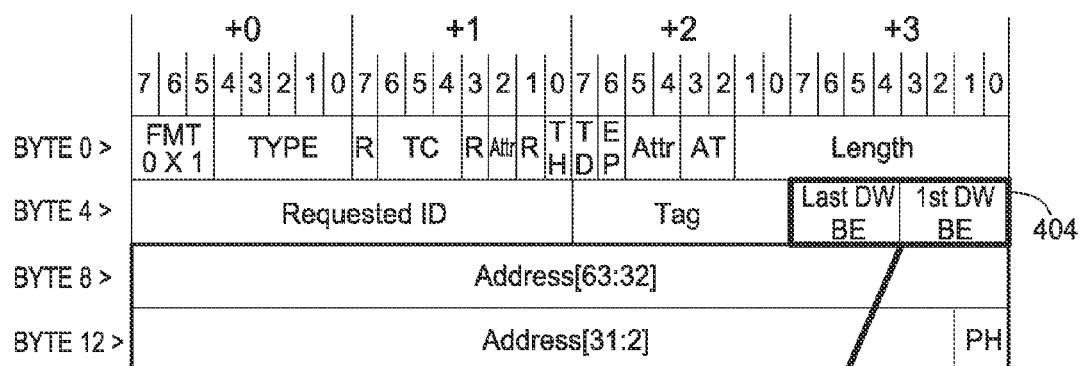 +0 +1 +2 +3
7 6 5 4 3 2 1 0 7 6 5 4 3 2 1 0 7 6 5 4 3 2 1 0 7 6 5 4 3 2 1 0
BYTE 0 > FMT 0 X 1 TYPE R TC R Attr R TH TD EP Attr AT Length
BYTE 4 > Requested ID Tag Last DW BE 1st DW BE 404
BYTE 8 > Address[63:32]
BYTE 12 > Address[31:2] PH